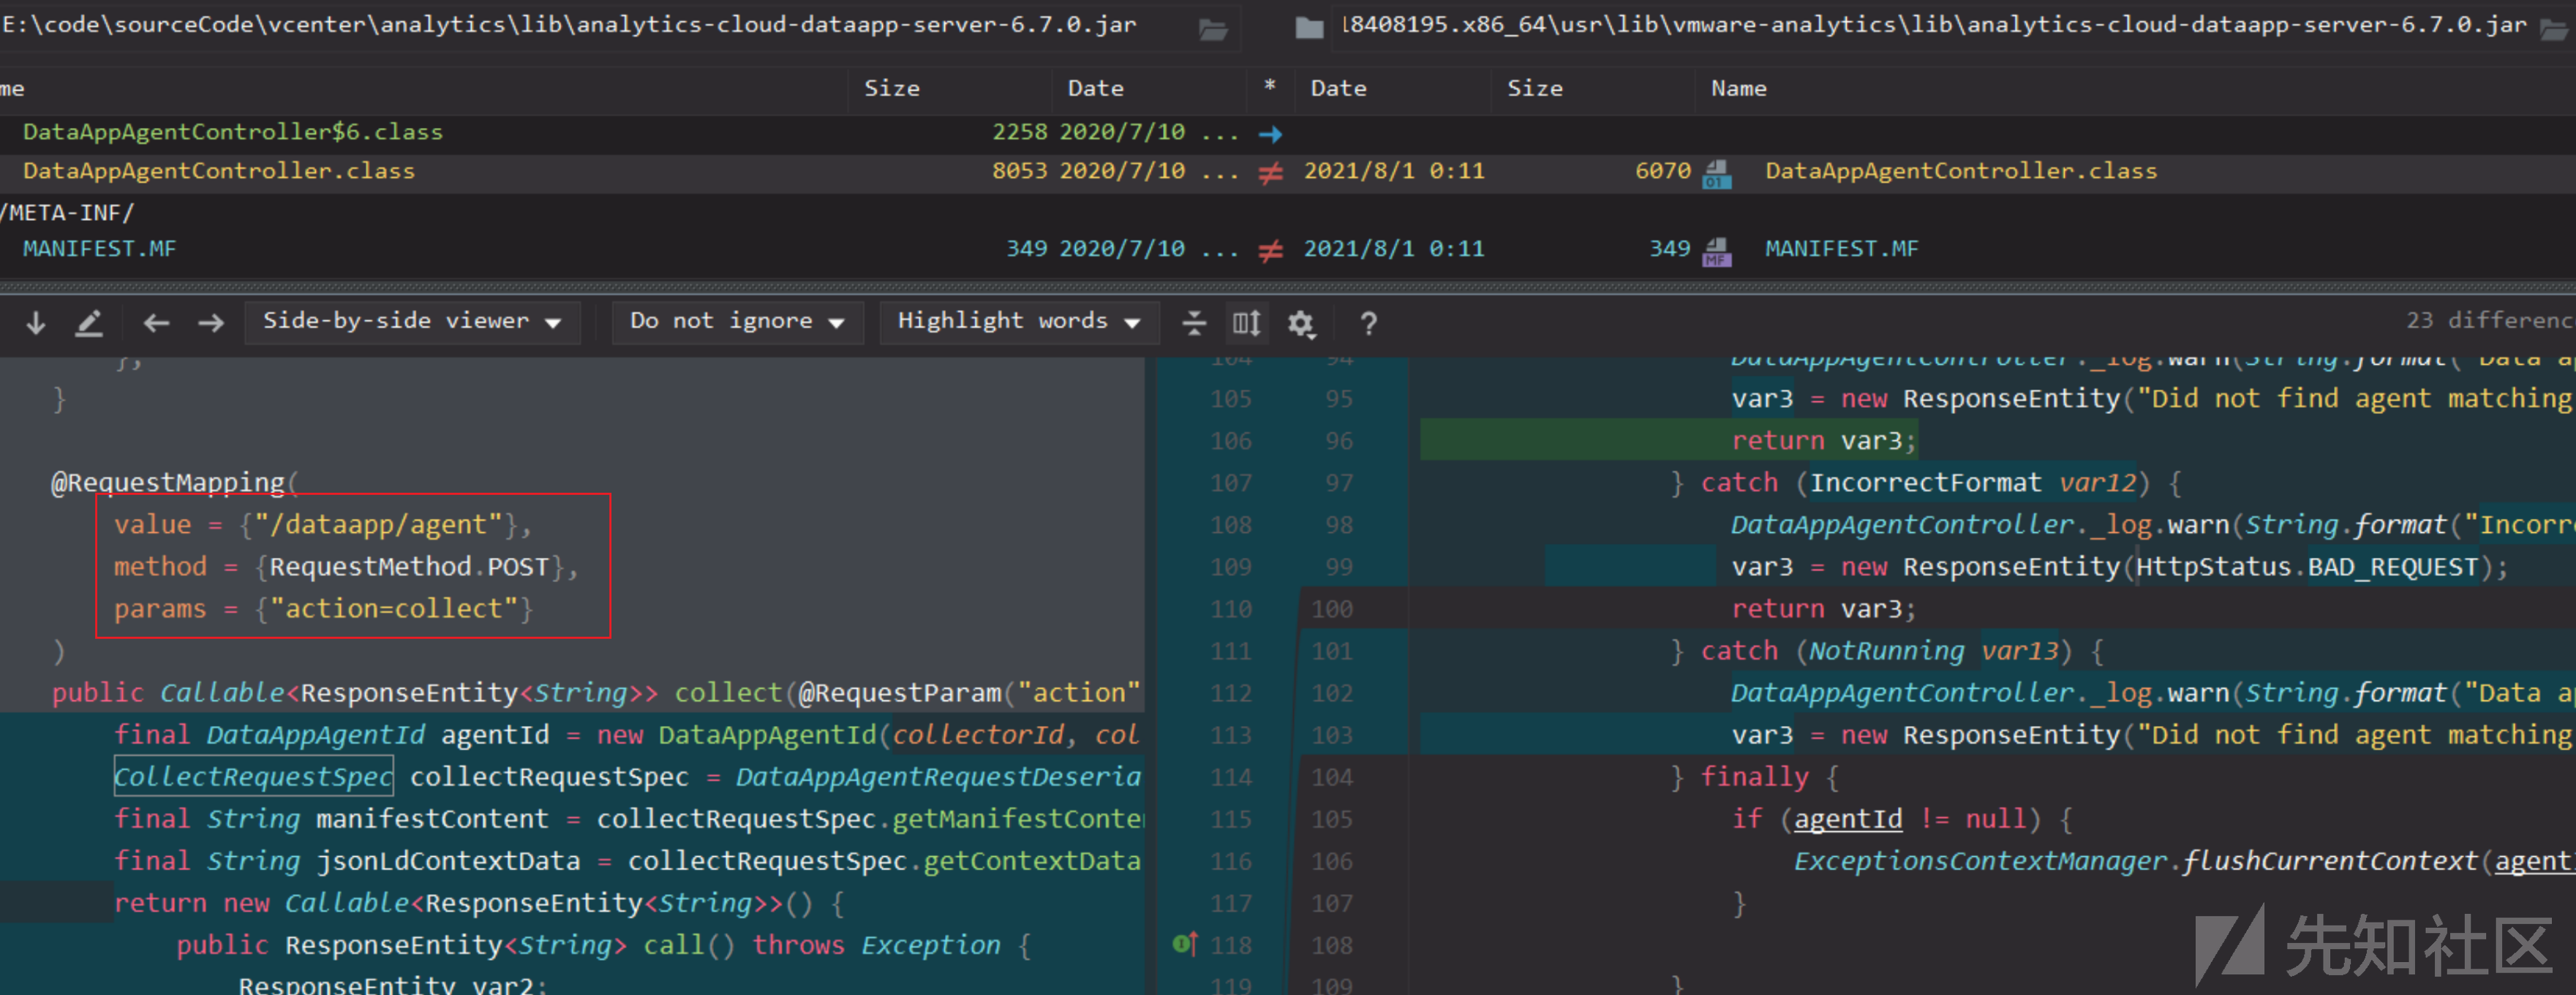 E:\code\sourceCode\vcenter\analytics\lib\analytics-cloud-dataapp-server-6.7.0.jar
l8408195.x86_64\usr\lib\vmware-analytics\lib\analytics-cloud-dataapp-server-6.7.0.jar
me Size Date * Date Size Name
DataAppAgentController$6.class 2258 2020/7/10 ...
DataAppAgentController.class 8053 2020/7/10 ... ≠ 2021/8/1 0:11 6070 DataAppAgentController.class
/META-INF/
MANIFEST.MF 349 2020/7/10 ... ≠ 2021/8/1 0:11 349 MANIFEST.MF
Side-by-side viewer Do not ignore Highlight words ? 23 differenc
};
}
@RequestMapping(
value = {"/dataapp/agent"},
method = {RequestMethod.POST},
params = {"action=collect"}
)
public Callable<ResponseEntity<String>> collect(@RequestParam("action"
final DataAppAgentId agentId = new DataAppAgentId(collectorId, col
CollectRequestSpec collectRequestSpec = DataAppAgentRequestDeseria
final String manifestContent = collectRequestSpec.getManifestConte
final String jsonLdContextData = collectRequestSpec.getContextData
return new Callable<ResponseEntity<String>>() {
public ResponseEntity<String> call() throws Exception {
ResponseEntity var2;
104 94 DataAppAgentController._log.warn(String.format("Data a
105 95 var3 = new ResponseEntity("Did not find agent matching
106 96 return var3;
107 97 } catch (IncorrectFormat var12) {
108 98 DataAppAgentController._log.warn(String.format("Incorr
109 99 var3 = new ResponseEntity(HttpStatus.BAD_REQUEST);
110 100 return var3;
111 101 } catch (NotRunning var13) {
112 102 DataAppAgentController._log.warn(String.format("Data a
113 103 var3 = new ResponseEntity("Did not find agent matching
114 104 } finally {
115 105 if (agentId != null) {
116 106 ExceptionsContextManager.flushCurrentContext(agent
117 107 }
118 108
119 109 }
先知社区